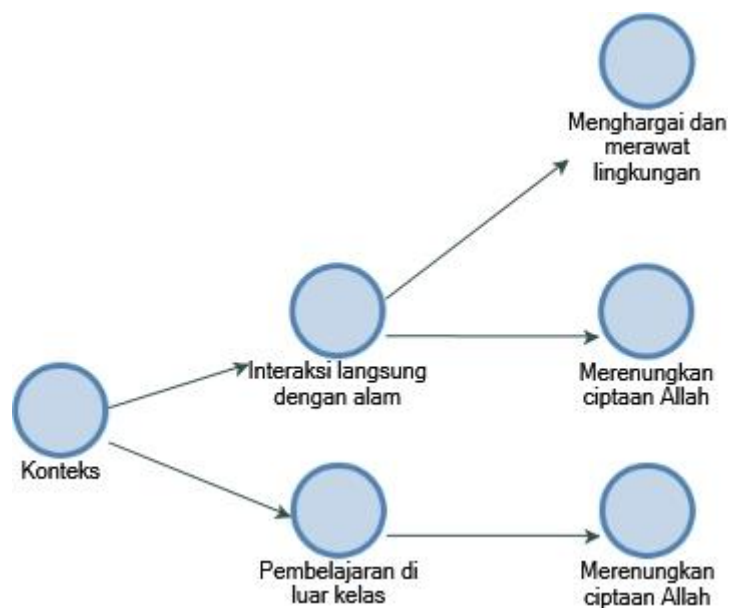 Menghargai dan
merawat
lingkungan
Interaksi langsung
dengan alam
Merenungkan
ciptaan Allah
Konteks
Pembelajaran di
luar kelas
Merenungkan
ciptaan Allah